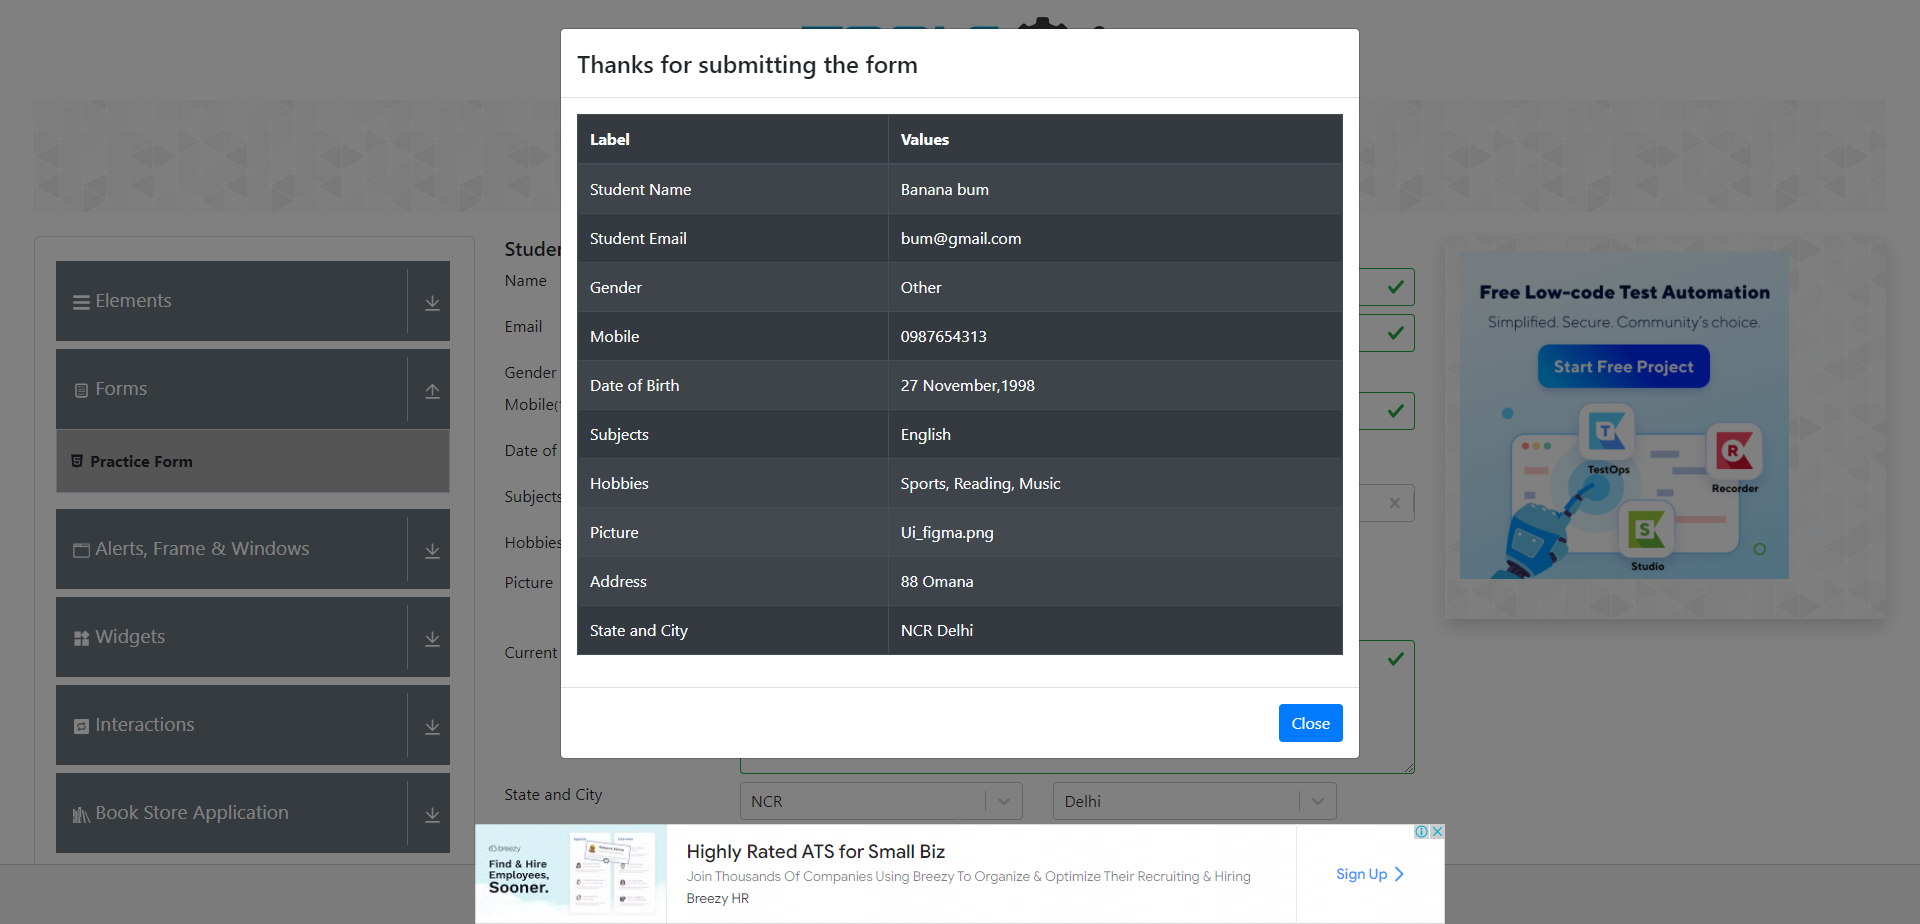 Thanks for submitting the form
Label Values
Student Name Banana bum
Student Email bum@gmail.com
Gender Other
Mobile 0987654313
Date of Birth 27 November,1998
Subjects English
Hobbies Sports, Reading, Music
Picture Ui_figma.png
Address 88 Omana
State and City NCR Delhi
Close
Elements
Forms
Practice Form
Alerts, Frame & Windows
Widgets
Interactions
Book Store Application
Name
Email
Gender
Date of
Subjects
Hobbies
Picture
Current
State and City
NCR
Delhi
Free Low-code Test Automation
Simplified. Secure. Community's choice.
Start Free Project
T
TestOps
R
Recorder
S
Studio
breezy
Find & Hire
Employees,
Sooner.
Highly Rated ATS for Small Biz
Join Thousands Of Companies Using Breezy To Organize & Optimize Their Recruiting & Hiring
Breezy HR
Sign Up